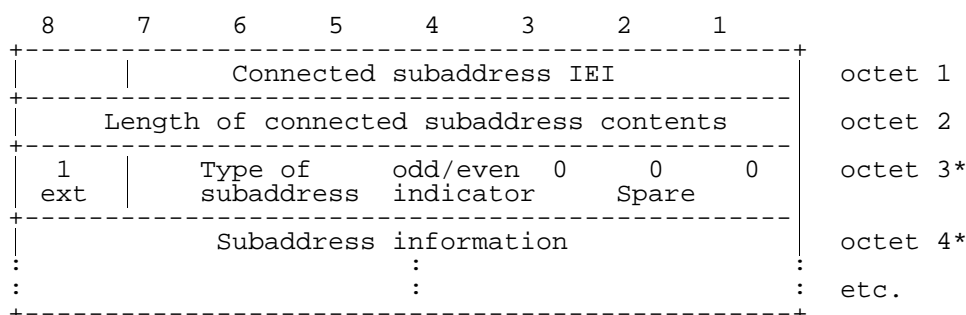 8 7 6 5 4 3 2 1
Connected subaddress IEI octet 1
Length of connected subaddress contents octet 2
1 Type of odd/even 0 0 0 octet 3*
ext subaddress indicator Spare
Subaddress information octet 4*
: : :
: : : etc.